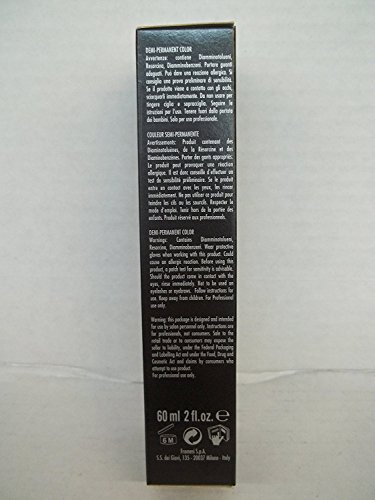 DEMI-PERMANENT COLOR
Avvertenza: contiene Diamminotoluoni,
Resorcina, Diamminobenzeni. Portare guanti
adeguati. Può dare una reazione allergica. Si
consiglia una prova preliminare di sensibilità.
Se il prodotto viene a contatto con gli occhi,
sciacquarli immediatamente. Da non usare per
tingere ciglia e sopracciglia. Seguire le
istruzioni per l'uso. Tenere fuori dalla portata
dei bambini. Solo per uso professionale.
COULEUR SEMI-PERMANENTE
Avertissements: Produit contenant des
Diaminotoluènes, de la Résorcine et des
Diaminobenzènes. Porter des gants appropriés.
Le produit peut provoquer une réaction
allergique. Il est donc conseillé d'effectuer un
test de sensibilité préliminaire. Si le produit
entre en contact avec les yeux, les rincer
immédiatement. Ne pas utiliser ce produit pour
teindre les cils ou les sourcils. Respecter le
mode d'emploi. Tenir hors de la portée des
enfants. Produit réservé aux professionnels.
DEMI-PERMANENT COLOR
Warnings: Contains Diamminotolueni,
Resorcina, Diamminobenzeni. Wear protective
gloves when working with this product. Could
cause an allergic reaction. Before using this
product, a patch test for sensitivity is advisable.
Should the product come in contact with the
eyes, rinse immediately. Not to be used on
eyelashes or eyebrows. Follow instructions for
use. Keep away from children. For Professional
use only.
Warning: this package is designed and intended
for use by salon personnel only. Instructions are
for professionals, not consumers. Sale to the
retail trade or to consumers may expose the
seller to liability, under the Federal Packaging
and Labelling Act and under the Food, Drug and
Cosmetic Act and claims by consumers who
attempt to use product.
For professional use only.
60 ml 2 fl. oz. ℮
6 M
Framesi S.p.A.
S.S. dei Giovi, 135 - 20037 Milano - Italy